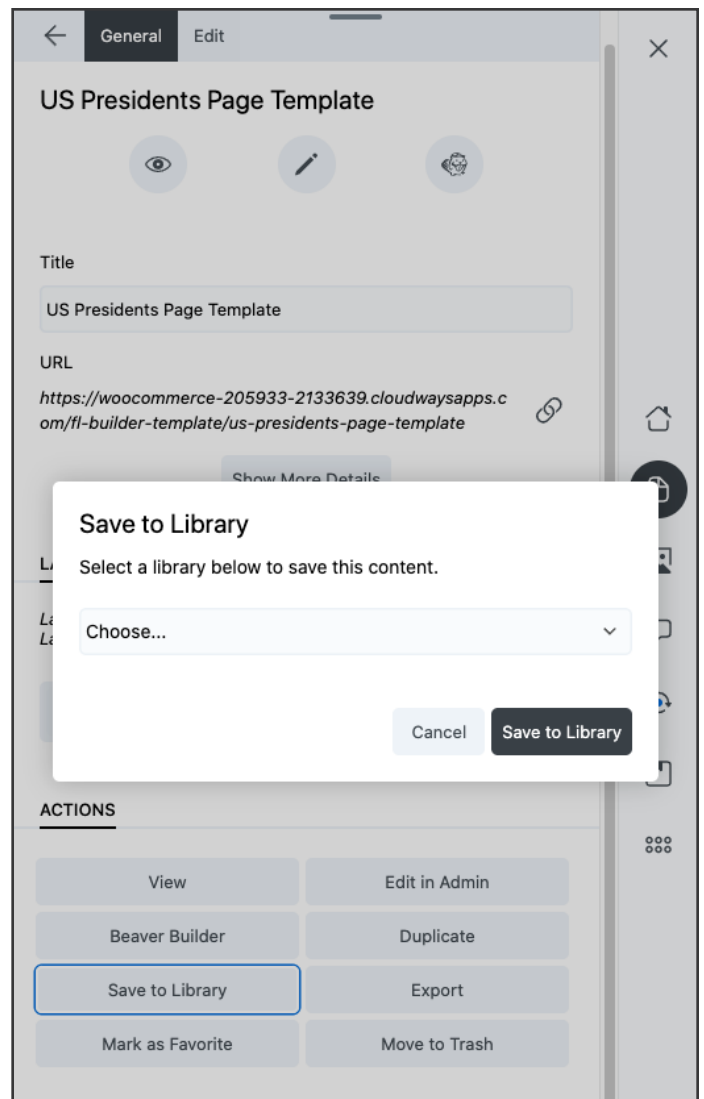 General Edit
US Presidents Page Template
Title
US Presidents Page Template
URL
https://woocommerce-205933-2133639.cloudwaysapps.c
om/fl-builder-template/us-presidents-page-template
Show More Details
Save to Library
Select a library below to save this content.
Choose...
Cancel Save to Library
ACTIONS
View Edit in Admin
Beaver Builder Duplicate
Save to Library Export
Mark as Favorite Move to Trash